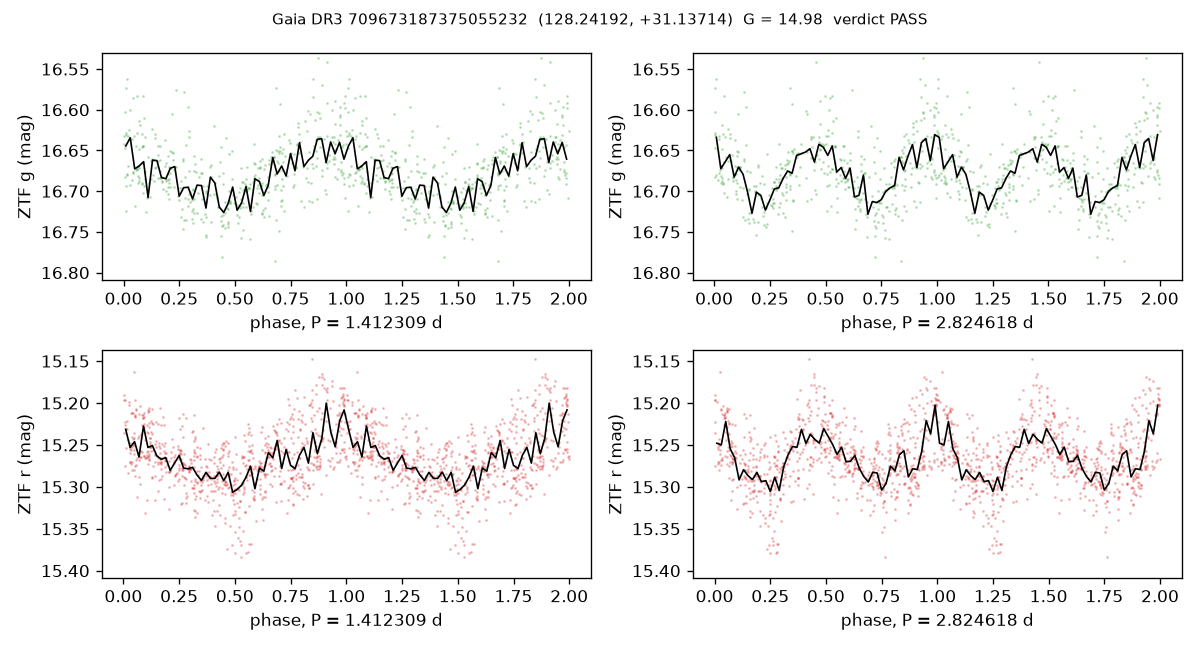 Gaia DR3 709673187375055232 (128.24192, +31.13714) G = 14.98 verdict PASS
ZTF g (mag)
16.55
16.60
16.65
16.70
16.75
16.80
0.00 0.25 0.50 0.75 1.00 1.25 1.50 1.75 2.00
phase, P = 1.412309 d
ZTF g (mag)
16.55
16.60
16.65
16.70
16.75
16.80
0.00 0.25 0.50 0.75 1.00 1.25 1.50 1.75 2.00
phase, P = 2.824618 d
ZTF r (mag)
15.15
15.20
15.25
15.30
15.35
15.40
0.00 0.25 0.50 0.75 1.00 1.25 1.50 1.75 2.00
phase, P = 1.412309 d
ZTF r (mag)
15.15
15.20
15.25
15.30
15.35
15.40
0.00 0.25 0.50 0.75 1.00 1.25 1.50 1.75 2.00
phase, P = 2.824618 d